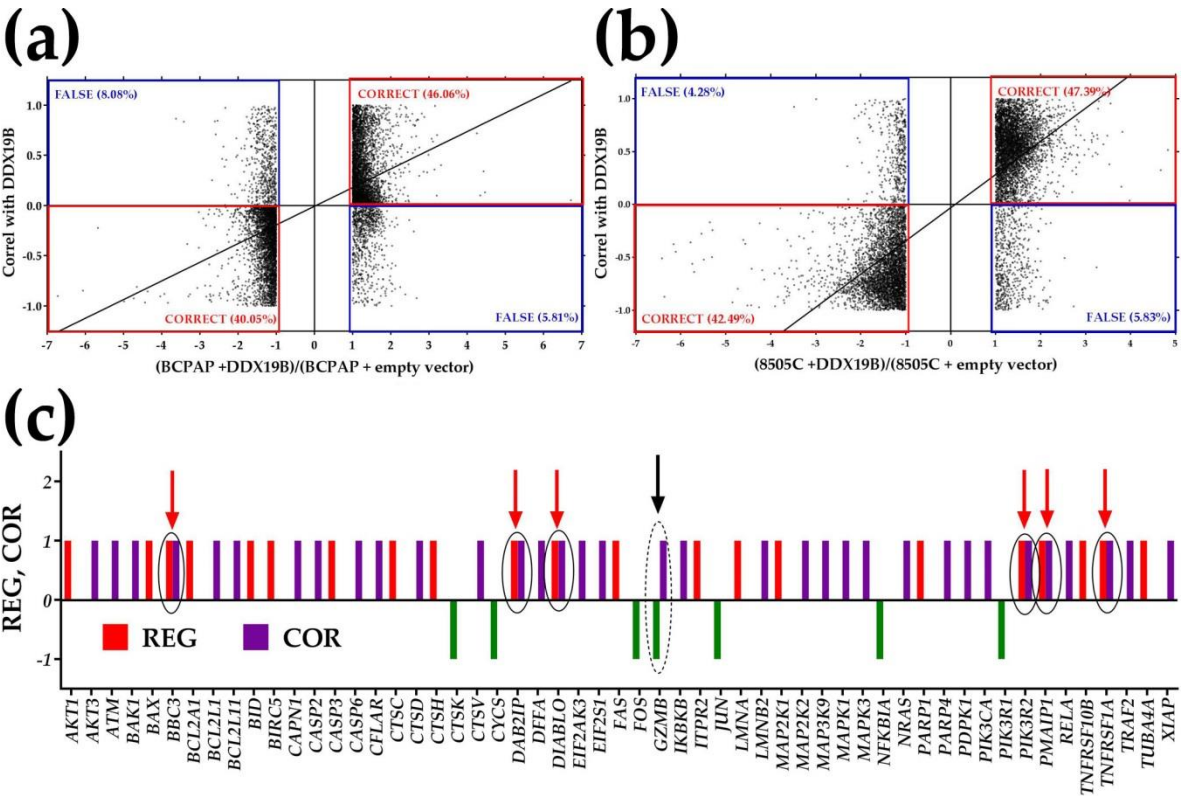 (a)
FALSE (8.08%)
CORRECT (46.06%)
Correl with DDX19B
1.0
0.5
0.0
-0.5
-1.0
CORRECT (40.05%)
FALSE (5.81%)
-7 -6 -5 -4 -3 -2 -1 0 1 2 3 4 5 6 7
(BCPAP +DDX19B)/(BCPAP + empty vector)
(b)
FALSE (4.28%)
CORRECT (47.39%)
Correl with DDX19B
1.0
0.5
0.0
-0.5
-1.0
CORRECT (42.49%)
FALSE (5.83%)
-7 -6 -5 -4 -3 -2 -1 0 1 2 3 4 5
(8505C +DDX19B)/(8505C + empty vector)
(c)
REG, COR
2
1
0
-1
REG COR
AKT1
AKT3
ATM
BAK1
BAX
BBC3
BCL2A1
BCL2L1
BCL2L11
BID
BIRC5
CAPN1
CASP2
CASP3
CASP6
CFLAR
CTSC
CTSD
CTSH
CTSK
CTSV
CYCS
DAB2IP
DFFA
DIABLO
EIF2AK3
EIF2S1
FAS
FOS
GZMB
IKBKB
ITPR2
JUN
LMNA
LMNB2
MAP2K1
MAP2K2
MAP3K9
MAPK1
MAPK3
NFKBIA
NRAS
PARP1
PARP4
PDPK1
PIK3CA
PIK3R1
PIK3R2
PMAIP1
RELA
TNFRSF10B
TNFRSF1A
TRAF2
TUBA4A
XIAP